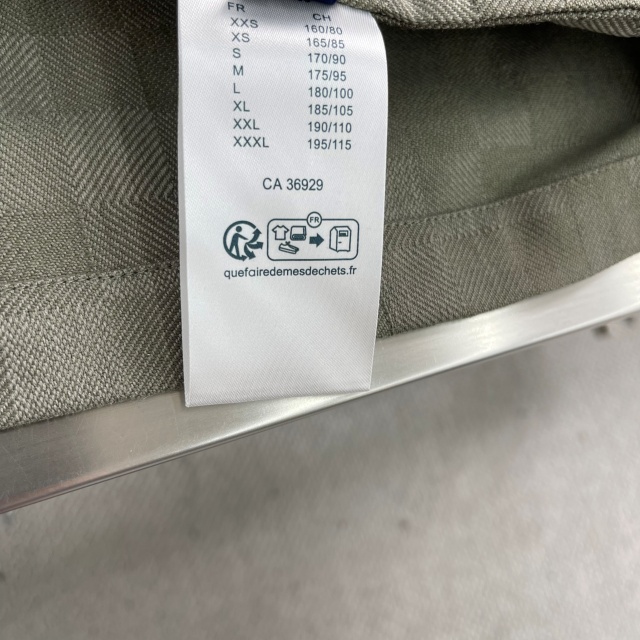 FR CH
XXS 160/80
XS 165/85
S 170/90
M 175/95
L 180/100
XL 185/105
XXL 190/110
XXXL 195/115
CA 36929
FR
quefairedemesdechets.fr